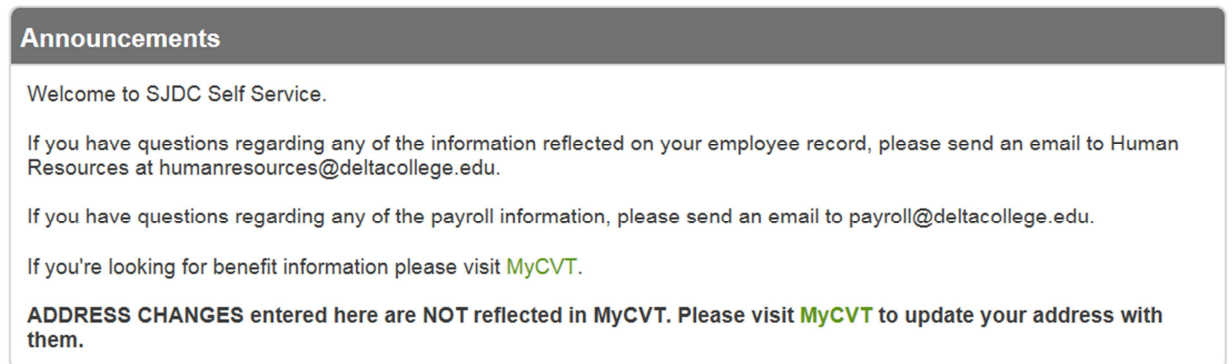 Announcements
Welcome to SJDC Self Service.
If you have questions regarding any of the information reflected on your employee record, please send an email to Human
Resources at humanresources@deltacollege.edu.
If you have questions regarding any of the payroll information, please send an email to payroll@deltacollege.edu.
If you're looking for benefit information please visit MyCVT.
ADDRESS CHANGES entered here are NOT reflected in MyCVT. Please visit MyCVT to update your address with
them.